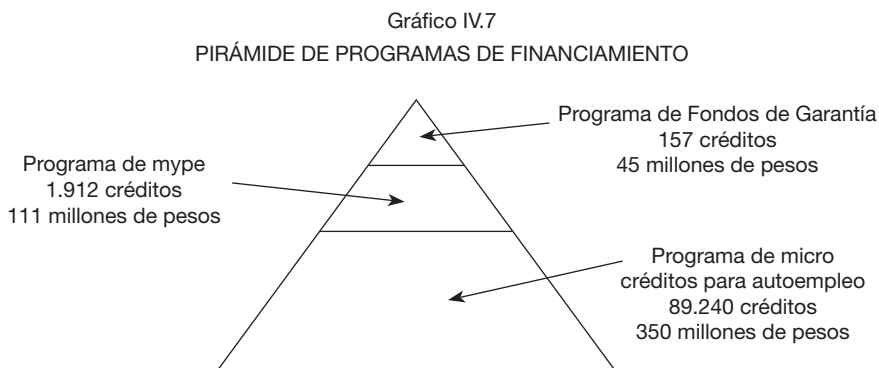 Gráfico IV.7
PIRÁMIDE DE PROGRAMAS DE FINANCIAMIENTO
Programa de Fondos de Garantía
157 créditos
45 millones de pesos
Programa de mype
1.912 créditos
111 millones de pesos
Programa de micro
créditos para autoempleo
89.240 créditos
350 millones de pesos